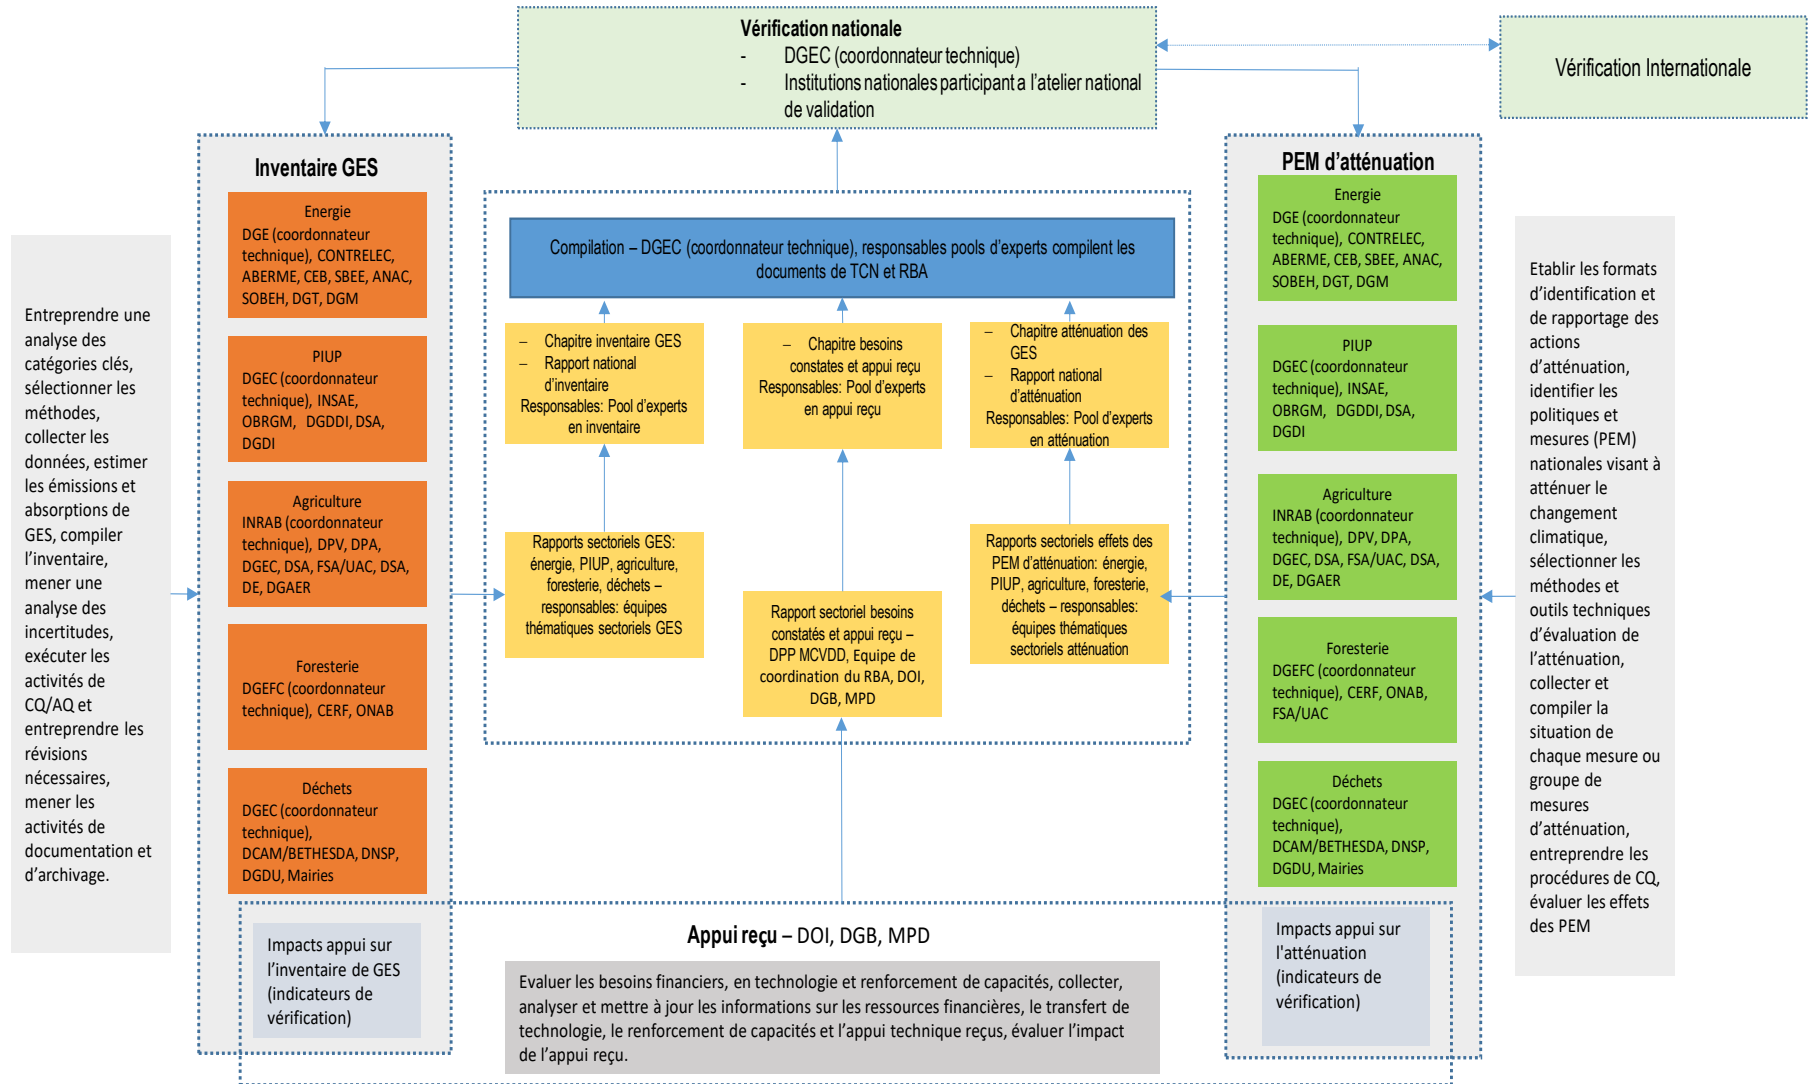 Vérification nationale
- DGEC (coordonnateur technique)
- Institutions nationales participant a l'atelier national
de validation
Vérification Internationale
Entreprendre une
analyse des
catégories clés,
sélectionner les
méthodes,
collecter les
données, estimer
les émissions et
absorptions de
GES, compiler
l'inventaire,
mener une
analyse des
incertitudes,
exécuter les
activités de
CQ/AQ et
entreprendre les
révisions
nécessaires,
mener les
activités de
documentation et
d'archivage.
Inventaire GES
Energie
DGE (coordonnateur
technique), CONTRELEC,
ABERME, CEB, SBEE, ANAC,
SOBEH, DGT, DGM
PIUP
DGEC (coordonnateur
technique), INSAE,
OBRGM, DGDDI, DSA,
DGDI
Agriculture
INRAB (coordonnateur
technique), DPV, DPA,
DGEC, DSA, FSA/UAC, DSA,
DE, DGAER
Foresterie
DGEFC (coordonnateur
technique), CERF, ONAB
Déchets
DGEC (coordonnateur
technique),
DCAM/BETHESDA, DNSP,
DGDU, Mairies
Impacts appui sur
l'inventaire de GES
(indicateurs de
vérification)
Compilation – DGEC (coordonnateur technique), responsables pools d'experts compilent les
documents de TCN et RBA
– Chapitre inventaire GES
– Rapport national
d'inventaire
Responsables: Pool d'experts
en inventaire
– Chapitre besoins
constates et appui reçu
Responsables: Pool d'experts
en appui reçu
– Chapitre atténuation des
GES
– Rapport national
d'atténuation
Responsables: Pool d'experts
en atténuation
Rapports sectoriels GES:
énergie, PIUP, agriculture,
foresterie, déchets –
responsables: équipes
thématiques sectoriels GES
Rapport sectoriel besoins
constatés et appui reçu –
DPP MCVDD, Equipe de
coordination du RBA, DOI,
DGB, MPD
Rapports sectoriels effets des
PEM d'atténuation: énergie,
PIUP, agriculture, foresterie,
déchets – responsables:
équipes thématiques
sectoriels atténuation
Appui reçu – DOI, DGB, MPD
Evaluer les besoins financiers, en technologie et renforcement de capacités, collecter,
analyser et mettre à jour les informations sur les ressources financières, le transfert de
technologie, le renforcement de capacités et l'appui technique reçus, évaluer l'impact
de l'appui reçu.
PEM d'atténuation
Energie
DGE (coordonnateur
technique), CONTRELEC,
ABERME, CEB, SBEE, ANAC,
SOBEH, DGT, DGM
PIUP
DGEC (coordonnateur
technique), INSAE,
OBRGM, DGDDI, DSA,
DGDI
Agriculture
INRAB (coordonnateur
technique), DPV, DPA,
DGEC, DSA, FSA/UAC, DSA,
DE, DGAER
Foresterie
DGEFC (coordonnateur
technique), CERF, ONAB,
FSA/UAC
Déchets
DGEC (coordonnateur
technique),
DCAM/BETHESDA, DNSP,
DGDU, Mairies
Impacts appui sur
l'atténuation
(indicateurs de
vérification)
Etablir les formats
d'identification et
de rapportage des
actions
d'atténuation,
identifier les
politiques et
mesures (PEM)
nationales visant à
atténuer le
changement
climatique,
sélectionner les
méthodes et
outils techniques
d'évaluation de
l'atténuation,
collecter et
compiler la
situation de
chaque mesure ou
groupe de
mesures
d'atténuation,
entreprendre les
procédures de CQ,
évaluer les effets
des PEM